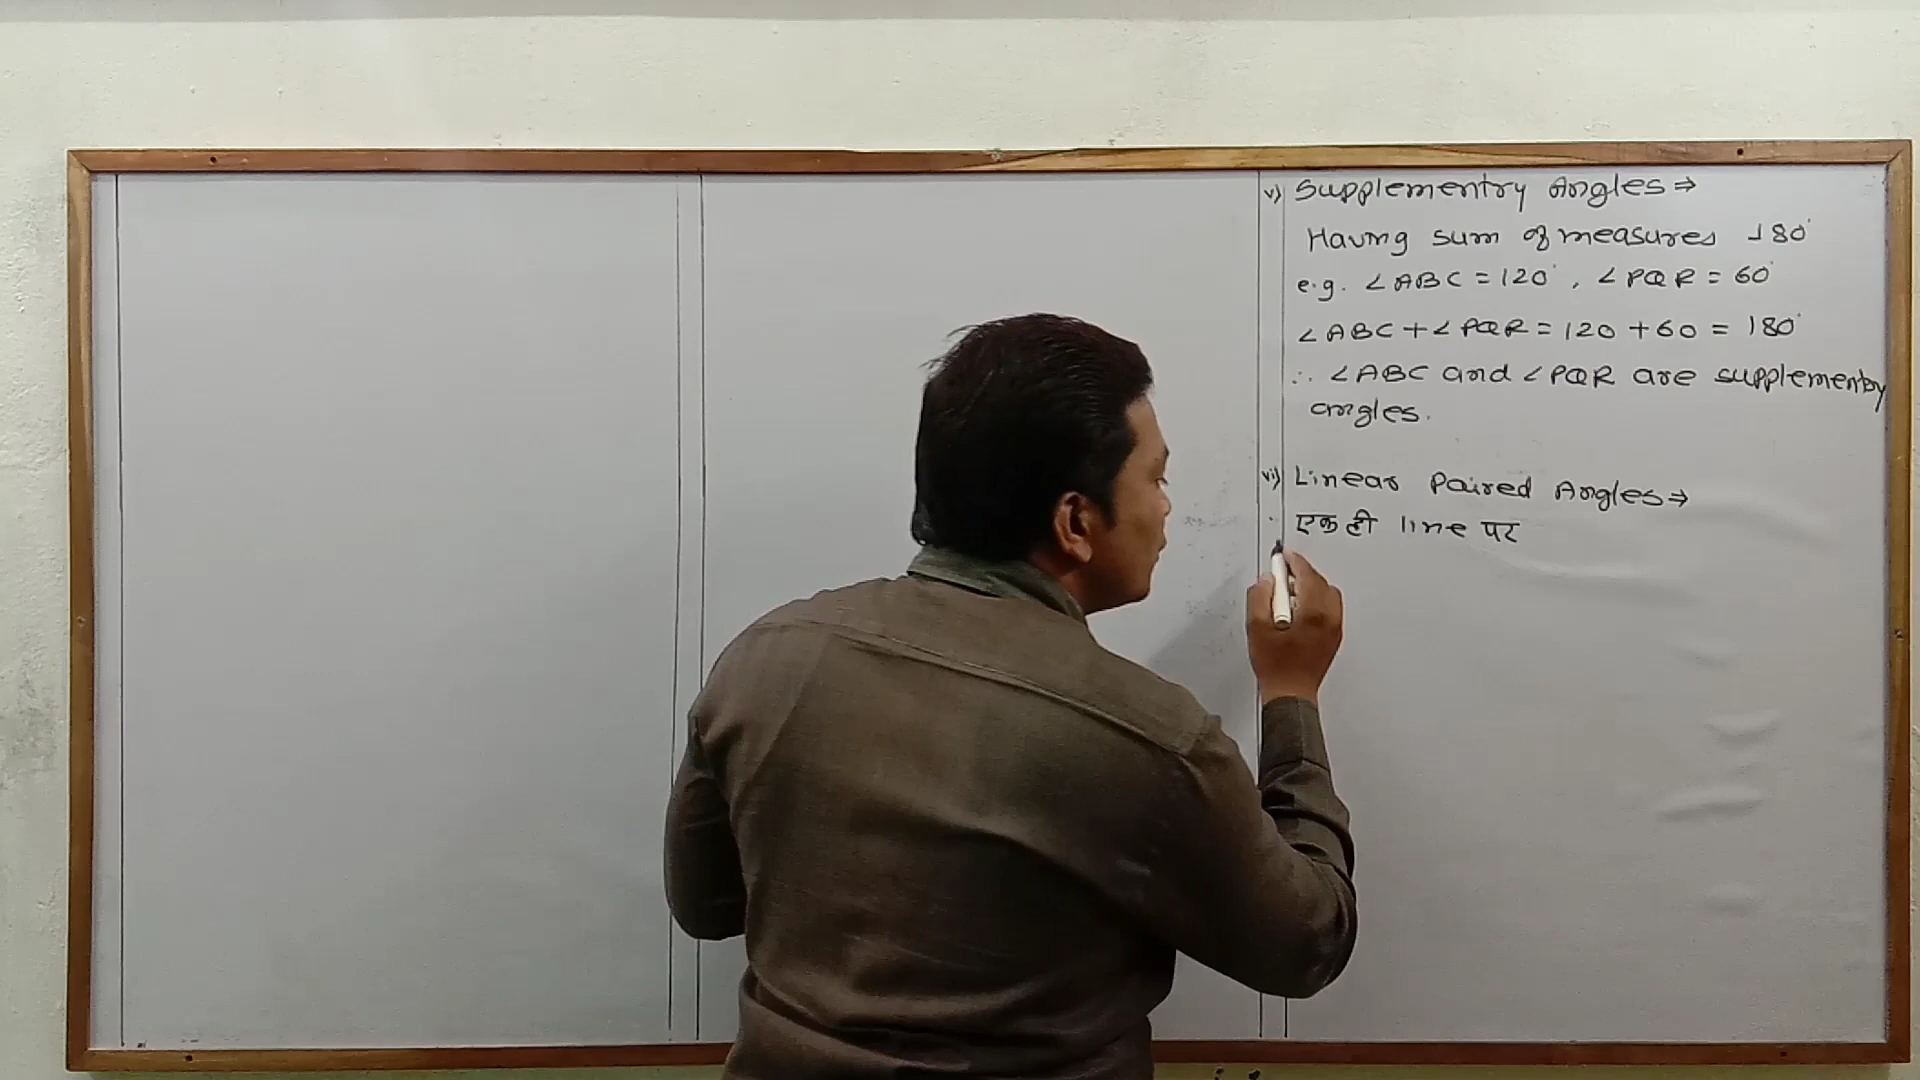 v) Supplementry Angles ⇒
Having sum of measures 180°
e.g. ∠ABC = 120°, ∠PQR = 60°
∠ABC + ∠PQR = 120 + 60 = 180°
∴ ∠ABC and ∠PQR are supplementry
angles.
vi) Linear Paired Angles ⇒
एक ही line पर